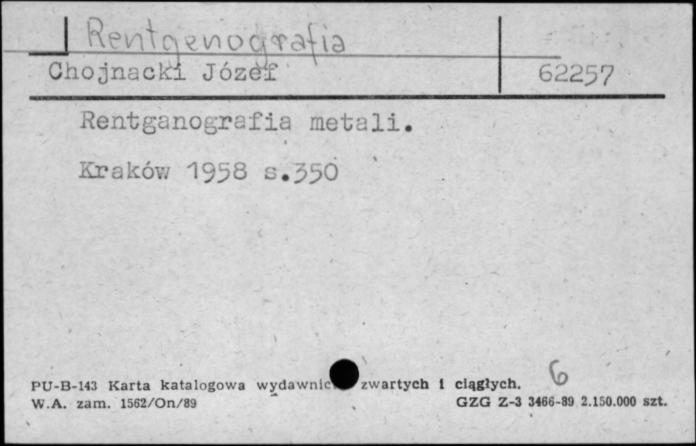 Rentgenografia
Chojnacki Józef 62257
Rentganografia metali.
Kraków 1958 s.350
6
PU-B-143 Karta katalogowa zwartych i ciągłych.
W.A. zam. 1562/On/89 GZG Z-3 3466-89 2.150.000 szt.